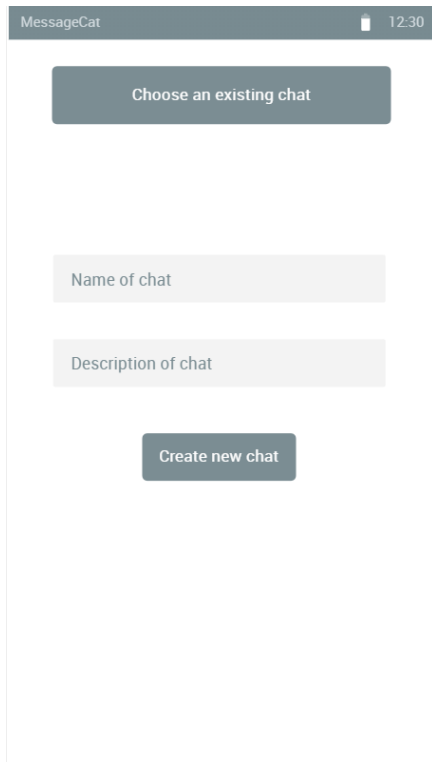 MessageCat 12:30
Choose an existing chat
Name of chat
Description of chat
Create new chat